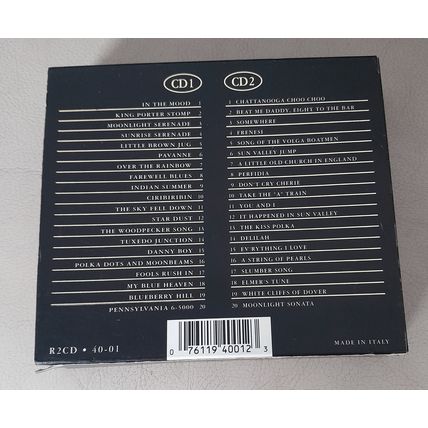 CD1
IN THE MOOD 1
KING PORTER STOMP 2
MOONLIGHT SERENADE 3
SUNRISE SERENADE 4
LITTLE BROWN JUG 5
PAVANNE 6
OVER THE RAINBOW 7
FAREWELL BLUES 8
INDIAN SUMMER 9
CIRIBIRIBIN 10
THE SKY FELL DOWN 11
STAR DUST 12
THE WOODPECKER SONG 13
TUXEDO JUNCTION 14
DANNY BOY 15
POLKA DOTS AND MOONBEAMS 16
FOOLS RUSH IN 17
MY BLUE HEAVEN 18
BLUEBERRY HILL 19
PENNSYLVANIA 6-5000 20
CD2
1 CHATTANOOGA CHOO CHOO
2 BEAT ME DADDY, EIGHT TO THE BAR
3 SOMEWHERE
4 FRENESI
5 SONG OF THE VOLGA BOATMEN
6 SUN VALLEY JUMP
7 A LITTLE OLD CHURCH IN ENGLAND
8 PERFIDIA
9 DON'T CRY CHERIE
10 TAKE THE 'A' TRAIN
11 YOU AND I
12 IT HAPPENED IN SUN VALLEY
13 THE KISS POLKA
14 DELILAH
15 EV'RYTHING I LOVE
16 A STRING OF PEARLS
17 SLUMBER SONG
18 ELMER'S TUNE
19 WHITE CLIFFS OF DOVER
20 MOONLIGHT SONATA
R2CD • 40-01
0 76119 40012 3
MADE IN ITALY